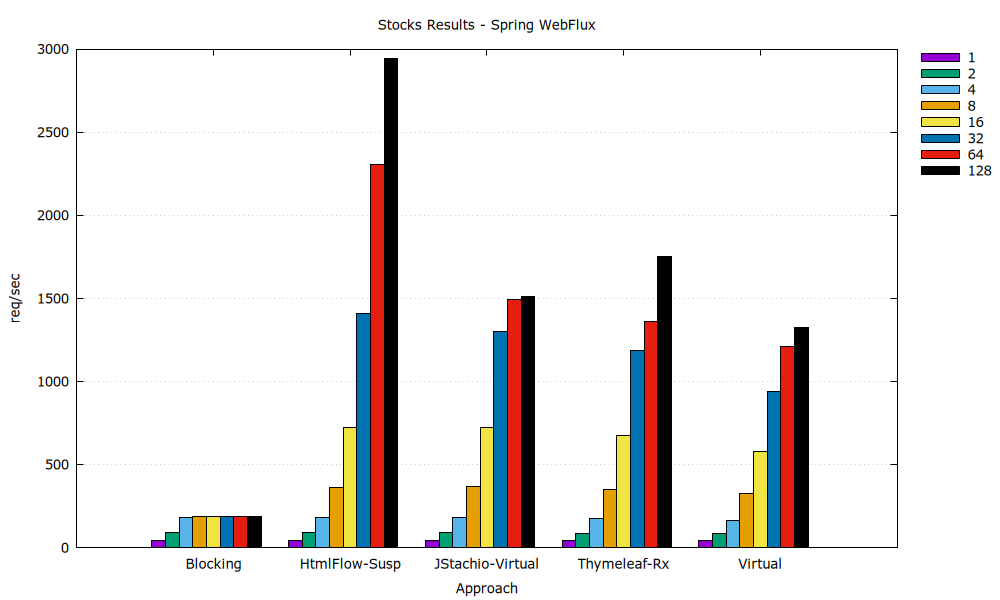 Stocks Results - Spring WebFlux
3000
2500
2000
1500
1000
500
0
req/sec
Blocking
HtmlFlow-Susp
JStachio-Virtual
Thymeleaf-Rx
Virtual
Approach
1
2
4
8
16
32
64
128